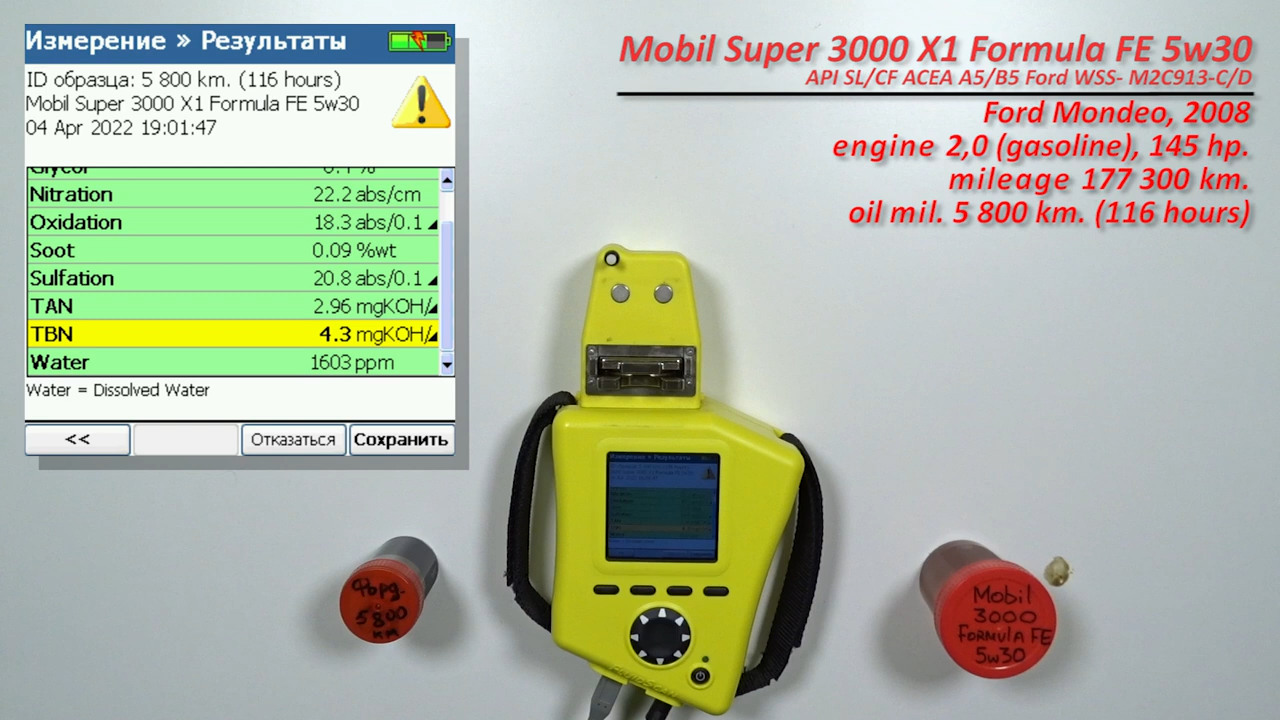 Измерение » Результаты
ID образца: 5 800 km. (116 hours)
Mobil Super 3000 X1 Formula FE 5w30
04 Apr 2022 19:01:47
Glycol 0.1 %
Nitration 22.2 abs/cm
Oxidation 18.3 abs/0.1
Soot 0.09 %wt
Sulfation 20.8 abs/0.1
TAN 2.96 mgKOH/
TBN 4.3 mgKOH/
Water 1603 ppm
Water = Dissolved Water
<< Отказаться Сохранить
Mobil Super 3000 X1 Formula FE 5w30
API SL/CF ACEA A5/B5 Ford WSS- M2C913-C/D
Ford Mondeo, 2008
engine 2,0 (gasoline), 145 hp.
mileage 177 300 km.
oil mil. 5 800 km. (116 hours)
Измерение » Результаты
Форд.
5800
км
Mobil
3000
FORMULA FE
5w30